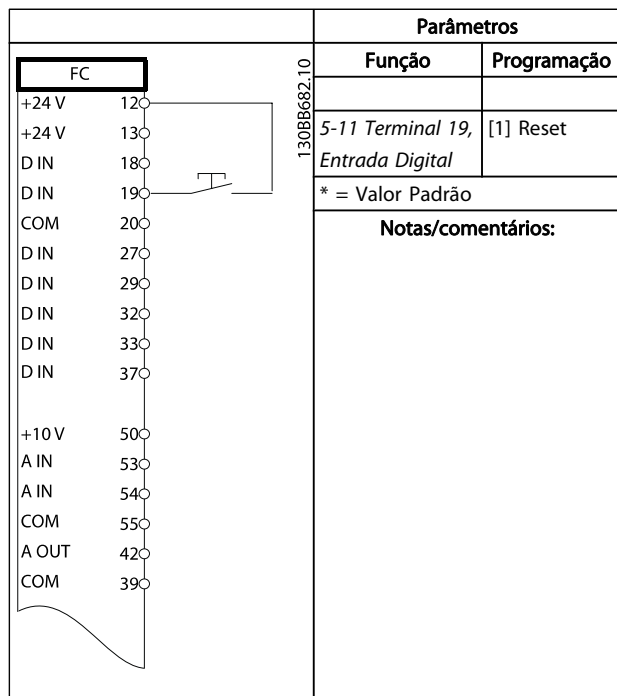 Parâmetros
Função Programação
5-11 Terminal 19, [1] Reset
Entrada Digital
* = Valor Padrão
Notas/comentários:
FC
+24 V 12
+24 V 13
D IN 18
D IN 19
COM 20
D IN 27
D IN 29
D IN 32
D IN 33
D IN 37
+10 V 50
A IN 53
A IN 54
COM 55
A OUT 42
COM 39
130BB682.10